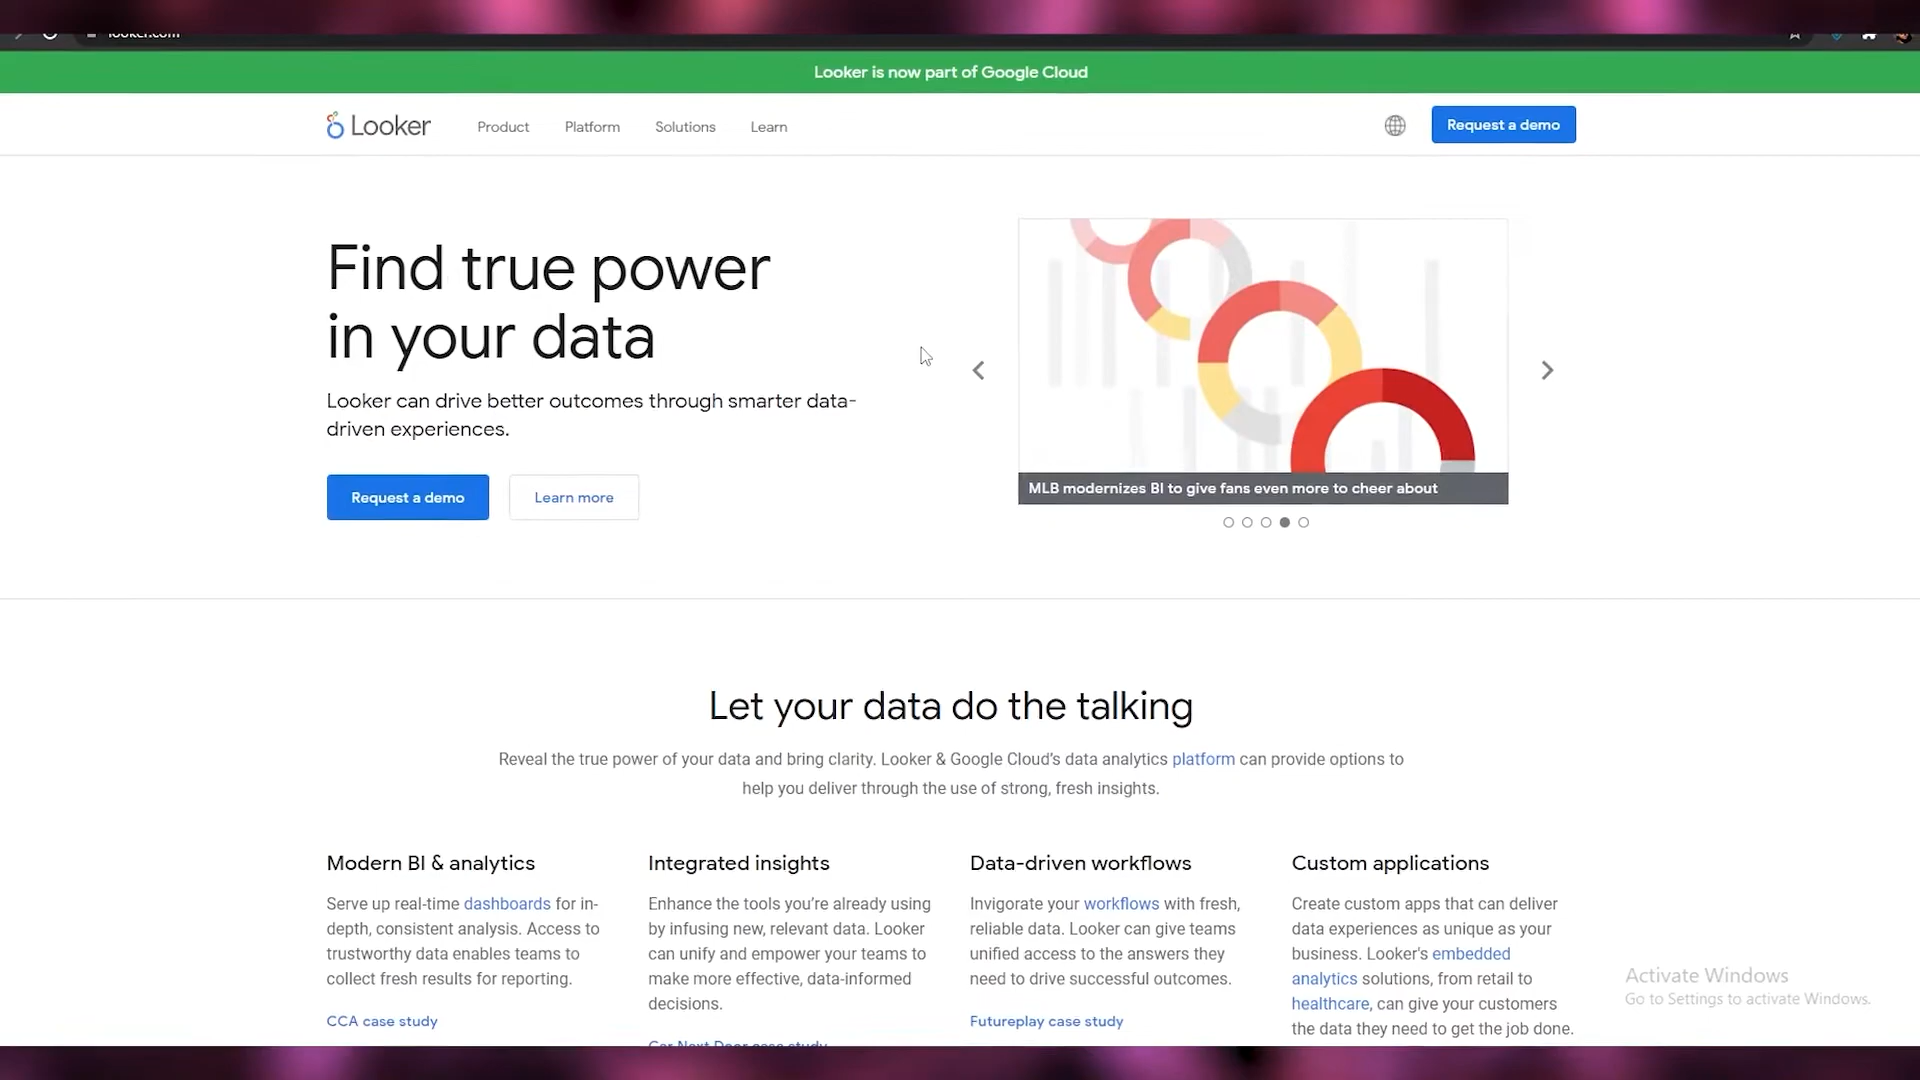 looker.com
Looker is now part of Google Cloud
Looker
Product
Platform
Solutions
Learn
Request a demo
Find true power
in your data
Looker can drive better outcomes through smarter data-
driven experiences.
Request a demo
Learn more
MLB modernizes BI to give fans even more to cheer about
Let your data do the talking
Reveal the true power of your data and bring clarity. Looker & Google Cloud’s data analytics platform can provide options to
help you deliver through the use of strong, fresh insights.
Modern BI & analytics
Serve up real-time dashboards for in-
depth, consistent analysis. Access to
trustworthy data enables teams to
collect fresh results for reporting.
CCA case study
Integrated insights
Enhance the tools you’re already using
by infusing new, relevant data. Looker
can unify and empower your teams to
make more effective, data-informed
decisions.
Car Next Door case study
Data-driven workflows
Invigorate your workflows with fresh,
reliable data. Looker can give teams
unified access to the answers they
need to drive successful outcomes.
Futureplay case study
Custom applications
Create custom apps that can deliver
data experiences as unique as your
business. Looker's embedded
analytics solutions, from retail to
healthcare, can give your customers
the data they need to get the job done.
Activate Windows
Go to Settings to activate Windows.